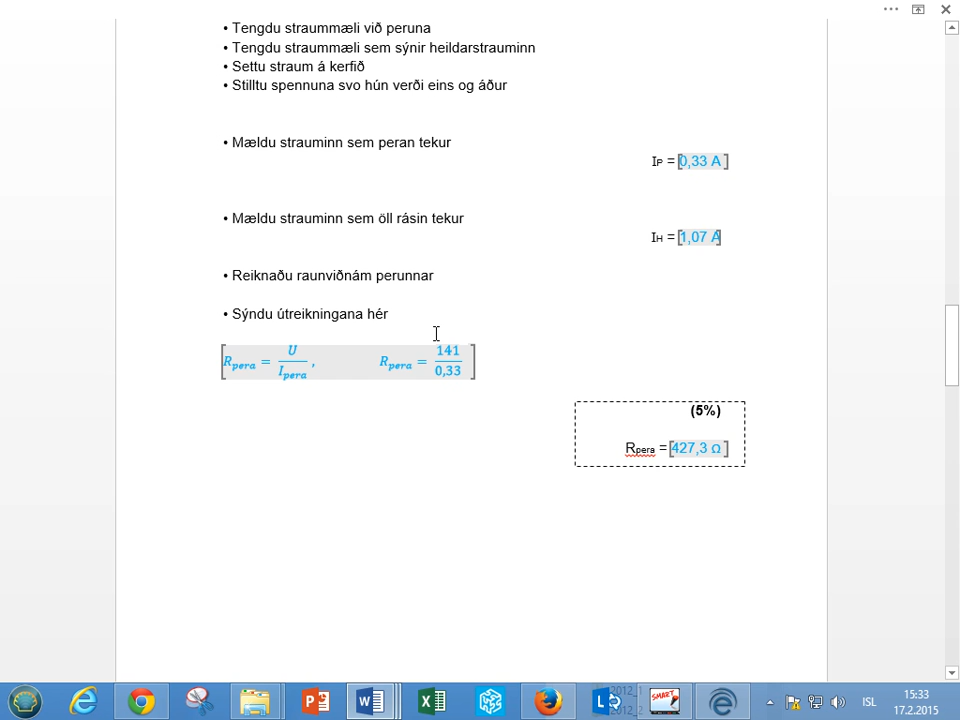 • Tengdu straummæli við peruna
• Tengdu straummæli sem sýnir heildarstrauminn
• Settu straum á kerfið
• Stilltu spennuna svo hún verði eins og áður
• Mældu strauminn sem peran tekur
IP = [0,33 A ]
• Mældu strauminn sem öll rásin tekur
IH = [1,07 A]
• Reiknaðu raunviðnám perunnar
• Sýndu útreikningana hér
[Rpera = U / Ipera , Rpera = 141 / 0,33 ]
(5%)
Rpera = [427,3 Ω ]
2012_1
2012_2
SMART
ISL
15:33
17.2.2015